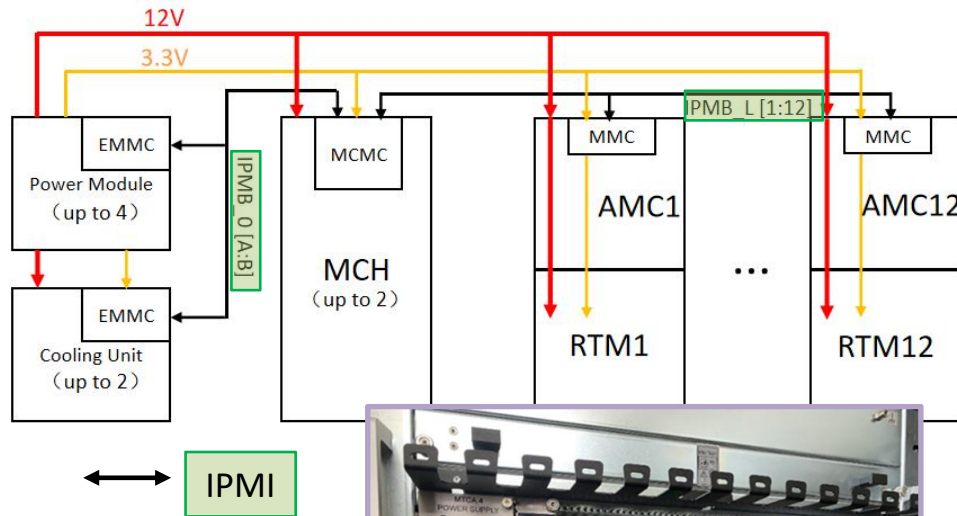 12V
3.3V
IPMB_L [1:12]
EMMC
Power Module
(up to 4)
IPMB_0 [A:B]
MCMC
MCH
(up to 2)
MMC
AMC1
MMC
AMC12
...
EMMC
Cooling Unit
(up to 2)
RTM1
RTM12
IPMI
MTCA.4
POWER SUPPLY